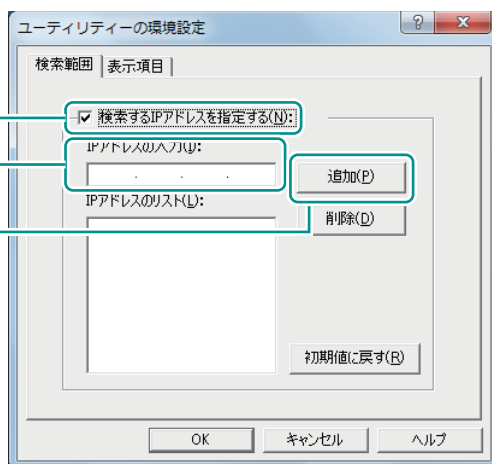 ユーティリティーの環境設定
検索範囲
表示項目
検索するIPアドレスを指定する(N):
IPアドレスの入力(I):
. . .
追加(P)
IPアドレスのリスト(L):
削除(D)
初期値に戻す(R)
OK
キャンセル
ヘルプ